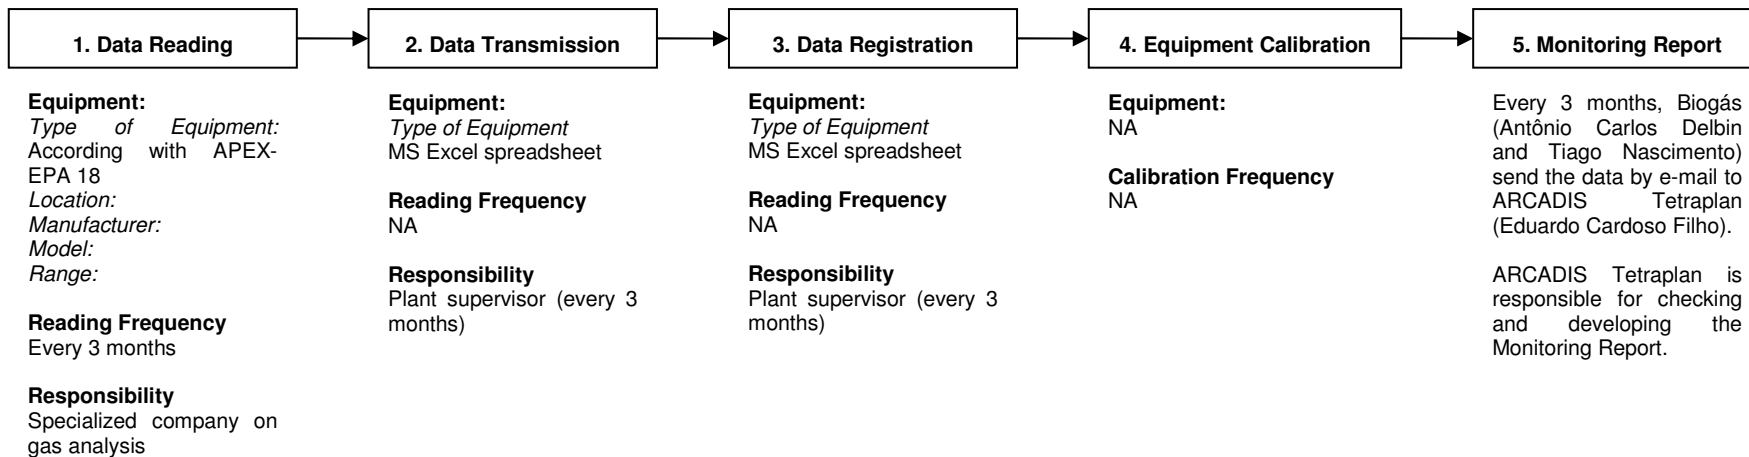 1. Data Reading
2. Data Transmission
3. Data Registration
4. Equipment Calibration
5. Monitoring Report
Equipment:
Type of Equipment:
According with APEX-
EPA 18
Location:
Manufacturer:
Model:
Range:
Reading Frequency
Every 3 months
Responsibility
Specialized company on
gas analysis
Equipment:
Type of Equipment
MS Excel spreadsheet
Reading Frequency
NA
Responsibility
Plant supervisor (every 3
months)
Equipment:
Type of Equipment
MS Excel spreadsheet
Reading Frequency
NA
Responsibility
Plant supervisor (every 3
months)
Equipment:
NA
Calibration Frequency
NA
Every 3 months, Biogás
(Antônio Carlos Delbin
and Tiago Nascimento)
send the data by e-mail to
ARCADIS Tetraplan
(Eduardo Cardoso Filho).
ARCADIS Tetraplan is
responsible for checking
and developing the
Monitoring Report.